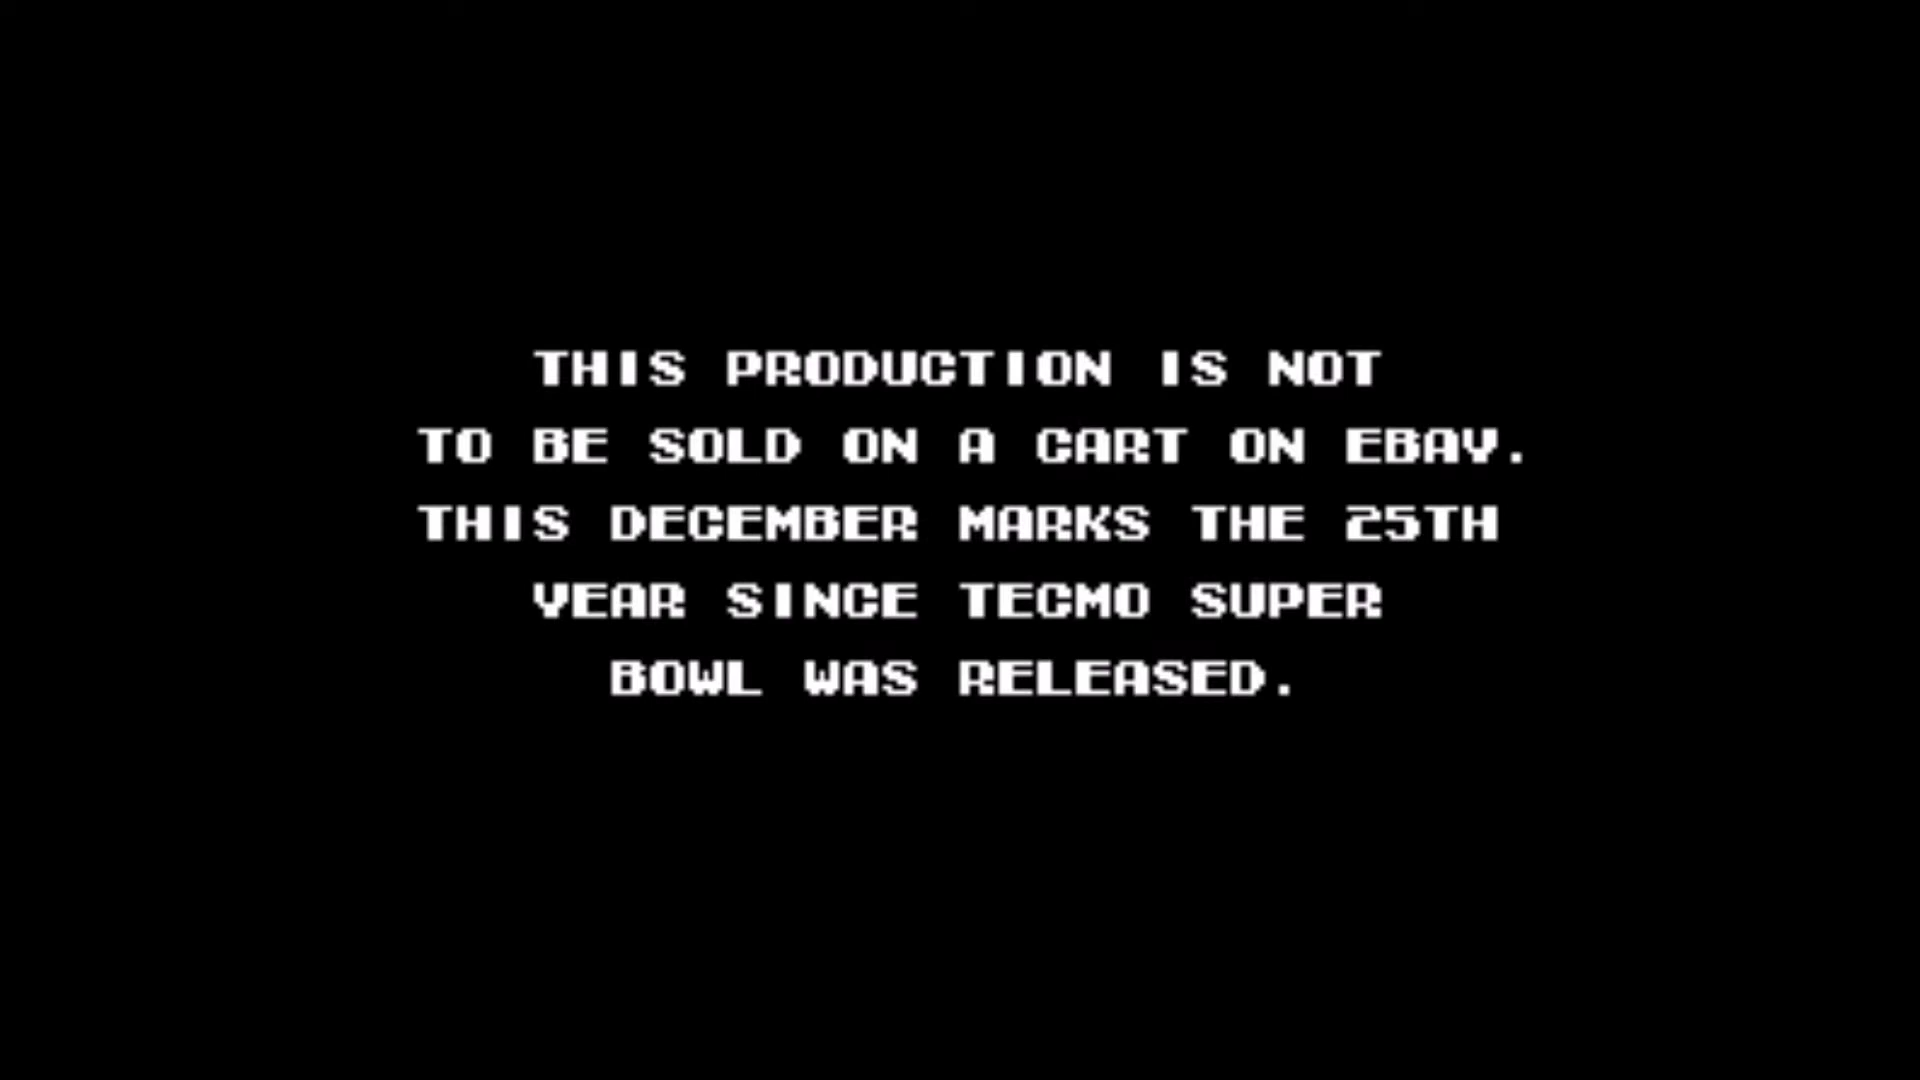 THIS PRODUCTION IS NOT
TO BE SOLD ON A CART ON EBAY.
THIS DECEMBER MARKS THE 25TH
YEAR SINCE TECMO SUPER
BOWL WAS RELEASED.